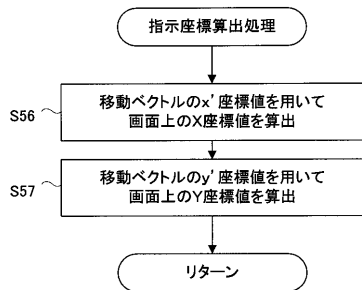 指示座標算出処理
S56
移動ベクトルのx'座標値を用いて
画面上のX座標値を算出
S57
移動ベクトルのy'座標値を用いて
画面上のY座標値を算出
リターン